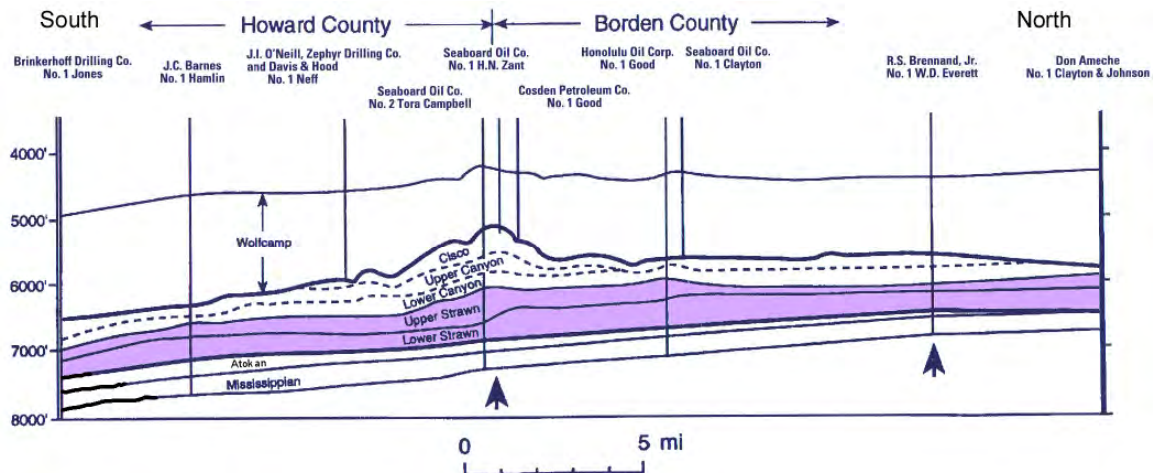 South
Howard County
Borden County
North
Brinkerhoff Drilling Co.
No. 1 Jones
J.C. Barnes
No. 1 Hamlin
J.I. O'Neill, Zephyr Drilling Co.
and Davis & Hood
No. 1 Neff
Seaboard Oil Co.
No. 2 Tora Campbell
Seaboard Oil Co.
No. 1 H.N. Zant
Cosden Petroleum Co.
No. 1 Good
Honolulu Oil Corp.
No. 1 Good
Seaboard Oil Co.
No. 1 Clayton
R.S. Brennand, Jr.
No. 1 W.D. Everett
Don Ameche
No. 1 Clayton & Johnson
4000'
5000'
6000'
7000'
8000'
Wolfcamp
Cisco
Upper Canyon
Lower Canyon
Upper Strawn
Lower Strawn
Atokan
Mississippian
0 5 mi